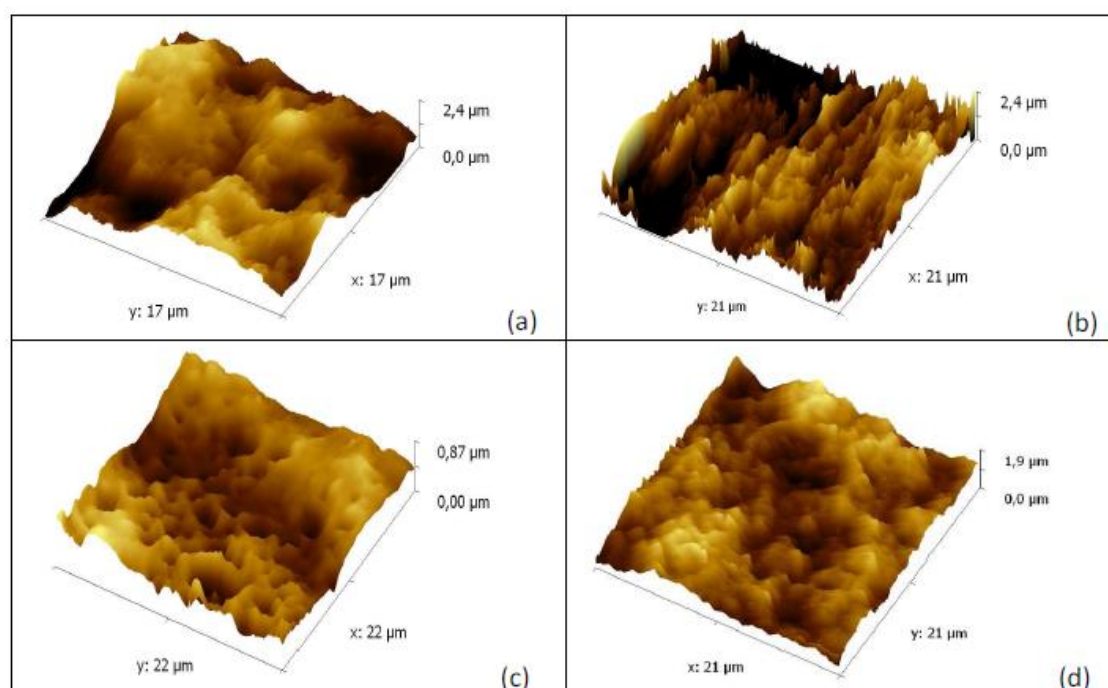 2,4 µm
0,0 µm
x: 17 µm
y: 17 µm
(a)
2,4 µm
0,0 µm
x: 21 µm
y: 21 µm
(b)
0,87 µm
0,00 µm
x: 22 µm
y: 22 µm
(c)
1,9 µm
0,0 µm
y: 21 µm
x: 21 µm
(d)